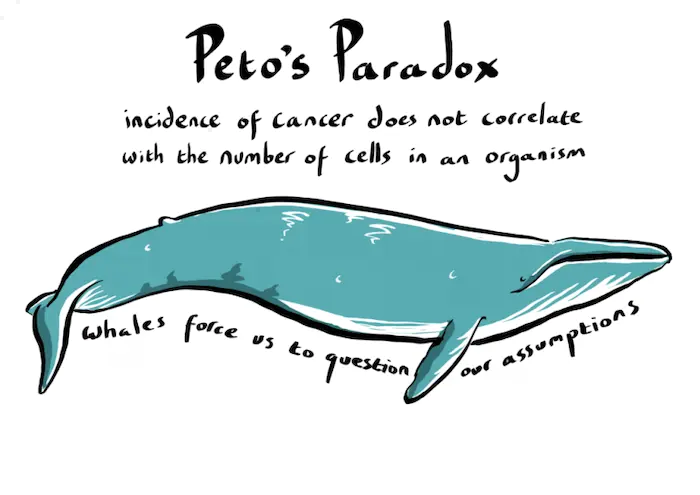 Peto's Paradox
incidence of cancer does not correlate
with the number of cells in an organism
whales force us to question our assumptions